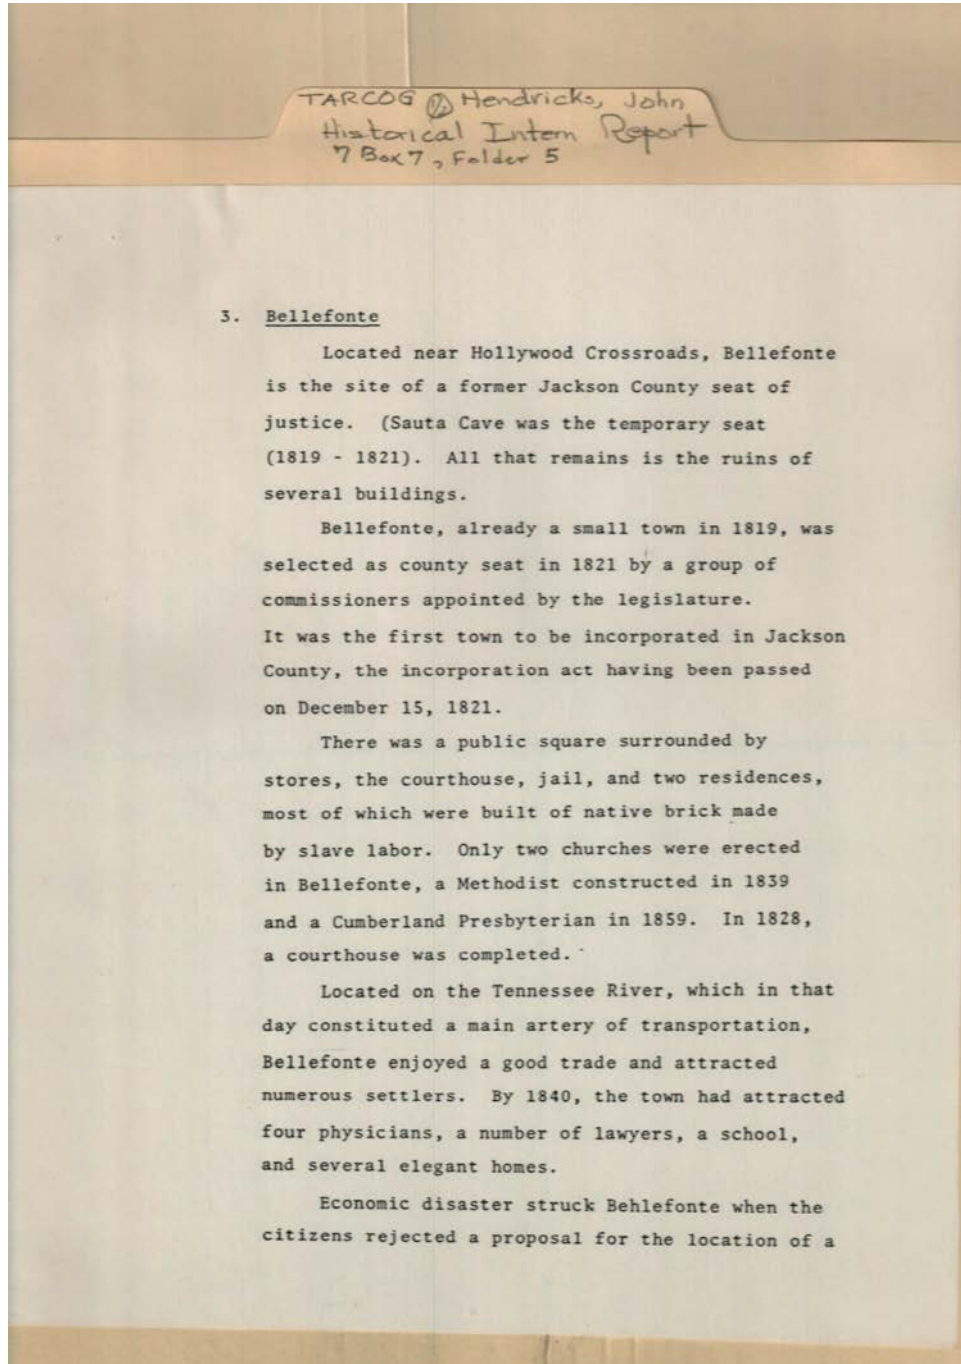 TARCOG Hendricks, John
Historical Intern Report
7 Box 7, Folder 5
3. Bellefonte
Located near Hollywood Crossroads, Bellefonte
is the site of a former Jackson County seat of
justice. (Sauta Cave was the temporary seat
(1819 - 1821). All that remains is the ruins of
several buildings.
Bellefonte, already a small town in 1819, was
selected as county seat in 1821 by a group of
commissioners appointed by the legislature.
It was the first town to be incorporated in Jackson
County, the incorporation act having been passed
on December 15, 1821.
There was a public square surrounded by
stores, the courthouse, jail, and two residences,
most of which were built of native brick made
by slave labor. Only two churches were erected
in Bellefonte, a Methodist constructed in 1839
and a Cumberland Presbyterian in 1859. In 1828,
a courthouse was completed.
Located on the Tennessee River, which in that
day constituted a main artery of transportation,
Bellefonte enjoyed a good trade and attracted
numerous settlers. By 1840, the town had attracted
four physicians, a number of lawyers, a school,
and several elegant homes.
Economic disaster struck Behlefonte when the
citizens rejected a proposal for the location of a